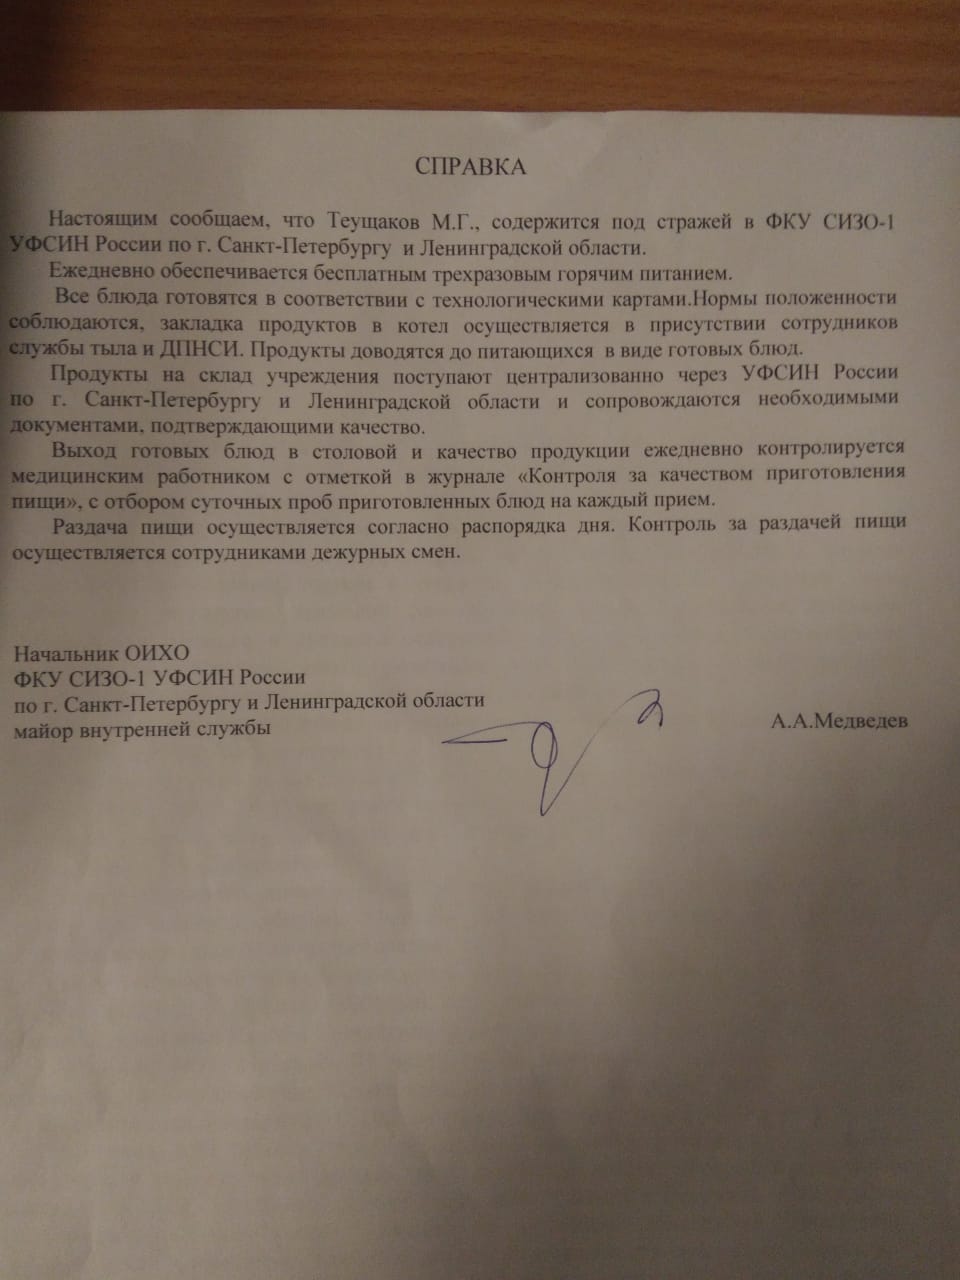 СПРАВКА
Настоящим сообщаем, что Теущаков М.Г., содержится под стражей в ФКУ СИЗО-1
УФСИН России по г. Санкт-Петербургу и Ленинградской области.
Ежедневно обеспечивается бесплатным трехразовым горячим питанием.
Все блюда готовятся в соответствии с технологическими картами.Нормы положенности
соблюдаются, закладка продуктов в котел осуществляется в присутствии сотрудников
службы тыла и ДПНСИ. Продукты доводятся до питающихся в виде готовых блюд.
Продукты на склад учреждения поступают централизованно через УФСИН России
по г. Санкт-Петербургу и Ленинградской области и сопровождаются необходимыми
документами, подтверждающими качество.
Выход готовых блюд в столовой и качество продукции ежедневно контролируется
медицинским работником с отметкой в журнале «Контроля за качеством приготовления
пищи», с отбором суточных проб приготовленных блюд на каждый прием.
Раздача пищи осуществляется согласно распорядка дня. Контроль за раздачей пищи
осуществляется сотрудниками дежурных смен.
Начальник ОИХО
ФКУ СИЗО-1 УФСИН России
по г. Санкт-Петербургу и Ленинградской области
майор внутренней службы А.А.Медведев